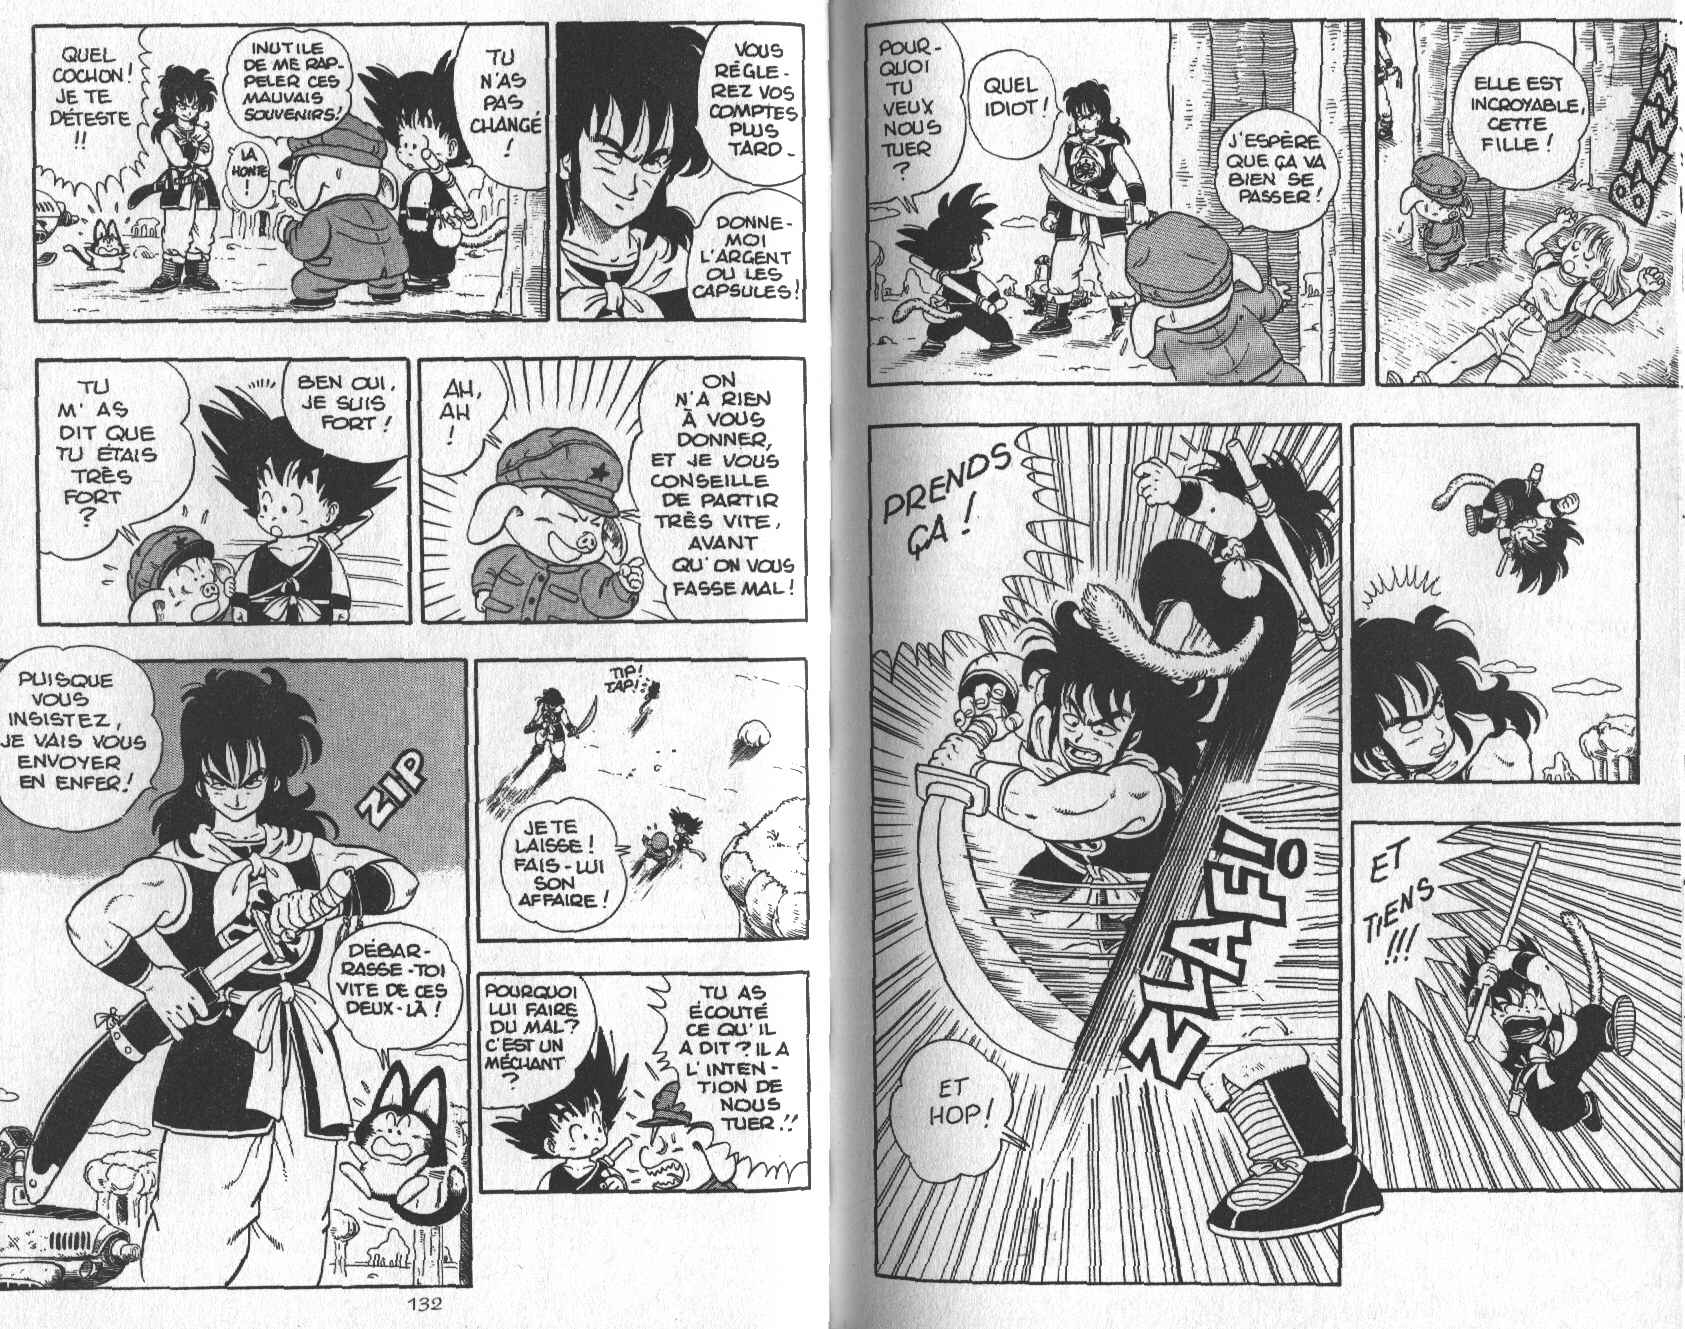 QUEL
COCHON!
JE TE
DÉTESTE
!!
INUTILE
DE ME RAP-
PELER CES
MAUVAIS
SOUVENIRS!
LA
HONTE
!
TU
N'AS
PAS
CHANGÉ
!
VOUS
RÉGLE-
REZ VOS
COMPTES
PLUS
TARD_
DONNE-
MOI
L'ARGENT
OU LES
CAPSULES!
TU
M'AS
DIT QUE
TU ÉTAIS
TRÈS
FORT
?
BEN OUI,
JE SUIS
FORT!
AH,
AH
!
ON
N'A RIEN
À VOUS
DONNER,
ET JE VOUS
CONSEILLE
DE PARTIR
TRÈS VITE,
AVANT
QU'ON VOUS
FASSE MAL!
PUISQUE
VOUS
INSISTEZ,
JE VAIS VOUS
ENVOYER
EN ENFER!
ZIP
DÉBAR-
RASSE-TOI
VITE DE CES
DEUX-LÀ!
TIP!
TAP!
JE TE
LAISSE!
FAIS-LUI
SON
AFFAIRE!
POURQUOI
LUI FAIRE
DU MAL?
C'EST UN
MÉCHANT
?
TU AS
ÉCOUTÉ
CE QU'IL
A DIT? IL A
L'INTEN-
TION DE
NOUS
TUER!!
132
POUR-
QUOI
TU
VEUX
NOUS
TUER
?
QUEL
IDIOT!
J'ESPÈRE
QUE ÇA VA
BIEN SE
PASSER!
ELLE EST
INCROYABLE,
CETTE
FILLE!
PRENDS
ÇA!
ZLAF!!
O
ET
HOP!
ET
TIENS
!!!